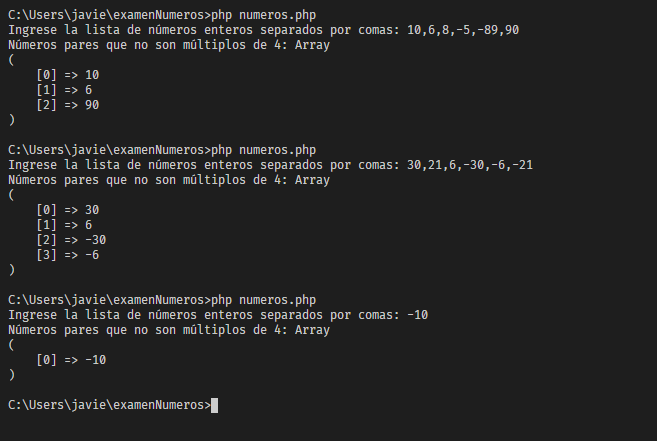 C:\Users\javie\examenNumeros>php numeros.php
Ingrese la lista de números enteros separados por comas: 10,6,8,-5,-89,90
Números pares que no son múltiplos de 4: Array
(
    [0] => 10
    [1] => 6
    [2] => 90
)
C:\Users\javie\examenNumeros>php numeros.php
Ingrese la lista de números enteros separados por comas: 30,21,6,-30,-6,-21
Números pares que no son múltiplos de 4: Array
(
    [0] => 30
    [1] => 6
    [2] => -30
    [3] => -6
)
C:\Users\javie\examenNumeros>php numeros.php
Ingrese la lista de números enteros separados por comas: -10
Números pares que no son múltiplos de 4: Array
(
    [0] => -10
)
C:\Users\javie\examenNumeros>